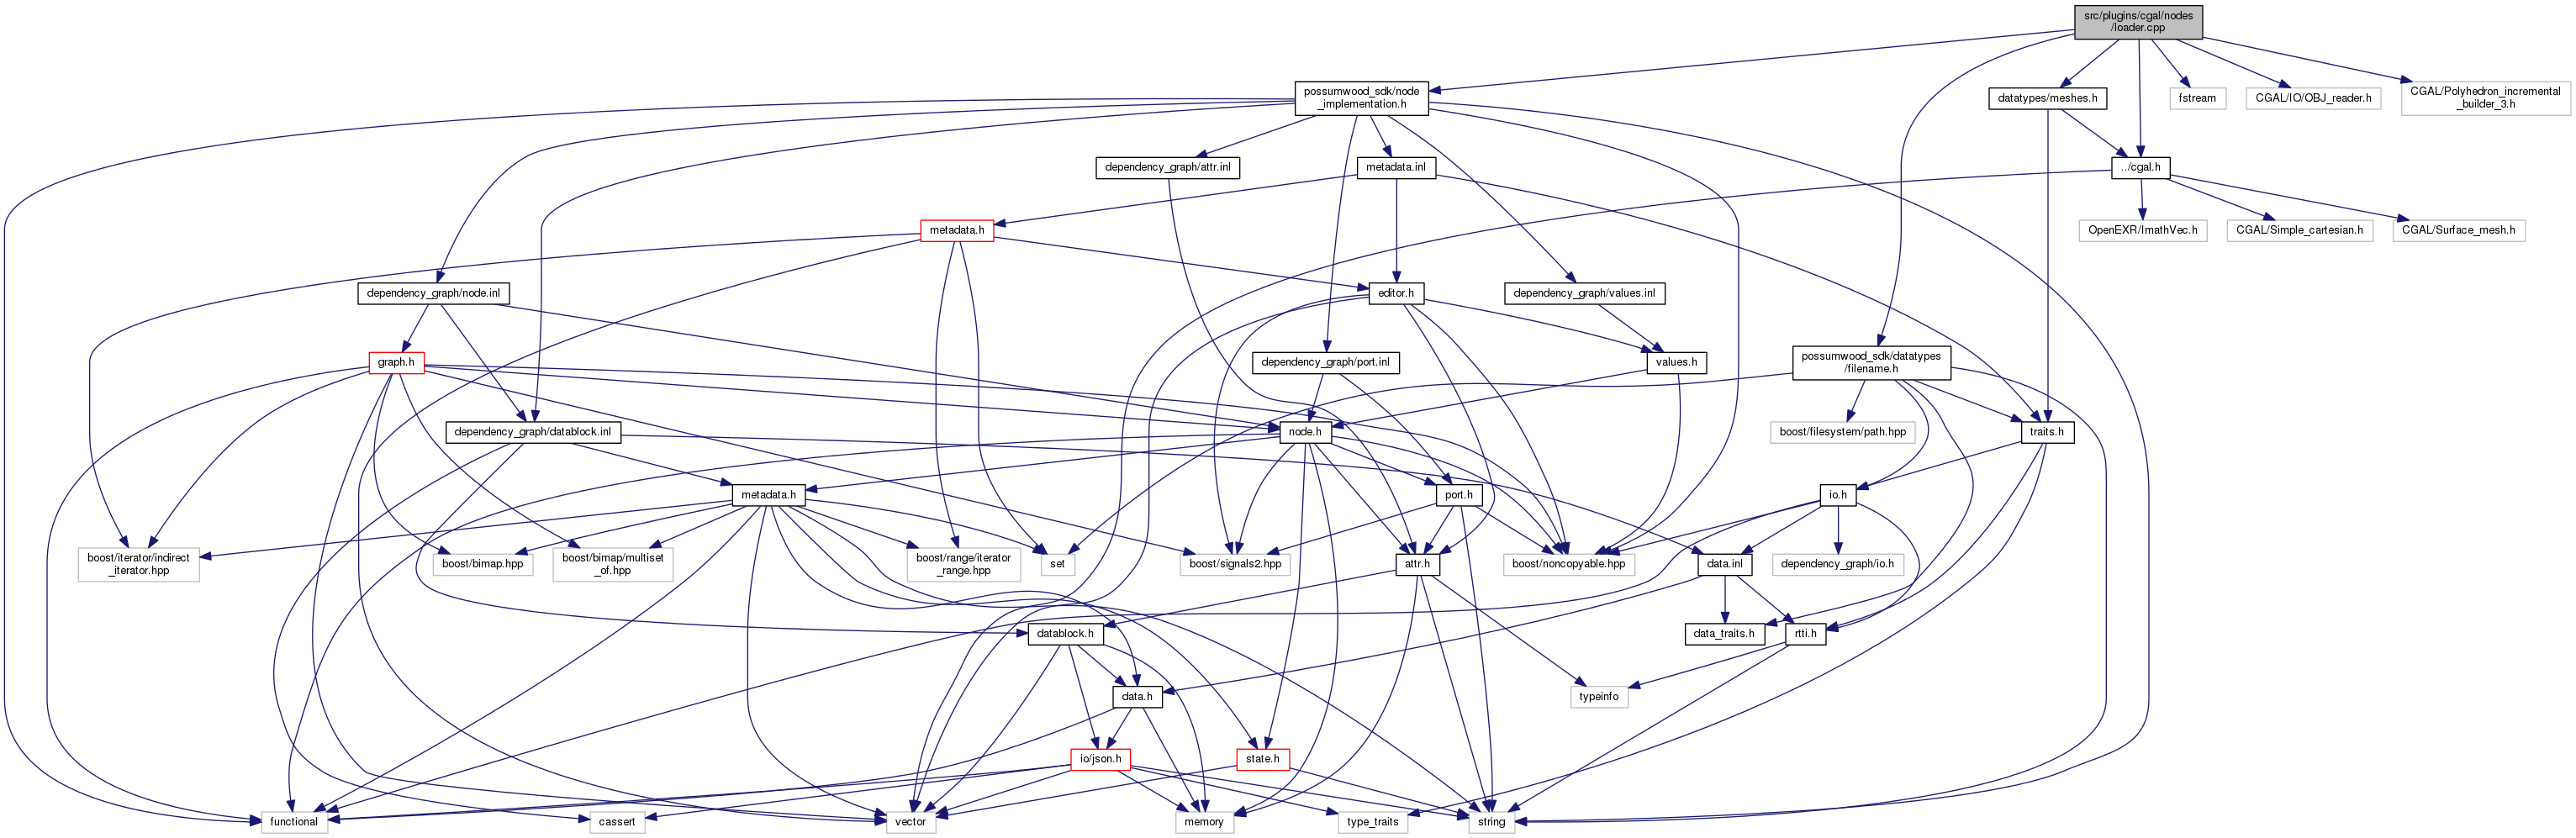 src/plugins/cgal/nodes
/loader.cpp
possumwood_sdk/node
_implementation.h
datatypes/meshes.h
fstream
CGAL/IO/OBJ_reader.h
CGAL/Polyhedron_incremental
_builder_3.h
dependency_graph/attr.inl
metadata.inl
../cgal.h
metadata.h
OpenEXR/ImathVec.h
CGAL/Simple_cartesian.h
CGAL/Surface_mesh.h
dependency_graph/node.inl
editor.h
dependency_graph/values.inl
graph.h
dependency_graph/port.inl
values.h
possumwood_sdk/datatypes
/filename.h
dependency_graph/datablock.inl
node.h
boost/filesystem/path.hpp
traits.h
metadata.h
port.h
io.h
boost/iterator/indirect
_iterator.hpp
boost/bimap.hpp
boost/bimap/multiset
_of.hpp
boost/range/iterator
_range.hpp
set
boost/signals2.hpp
attr.h
boost/noncopyable.hpp
data.inl
dependency_graph/io.h
datablock.h
data_traits.h
rtti.h
data.h
typeinfo
io/json.h
state.h
functional
cassert
vector
memory
type_traits
string